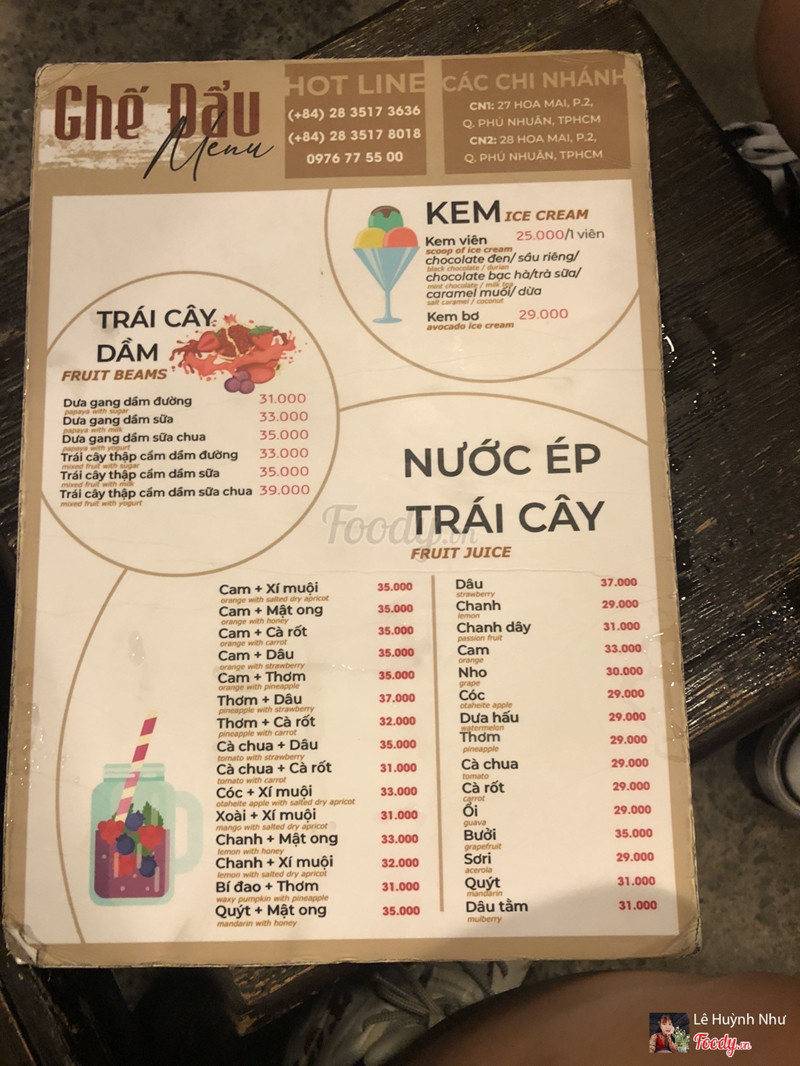 Ghế Đẩu
Menu
HOT LINE
(+84) 28 3517 3636
(+84) 28 3517 8018
0976 77 55 00
CÁC CHI NHÁNH
CN1: 27 HOA MAI, P.2,
Q. PHÚ NHUẬN, TPHCM
CN2: 28 HOA MAI, P.2,
Q. PHÚ NHUẬN, TPHCM
KEM ICE CREAM
Kem viên 25.000/1 viên
scoop of ice cream
chocolate đen/ sầu riêng/
black chocolate / durian
chocolate bạc hà/trà sữa/
mint chocolate / milk tea
caramel muối/ dừa
salt caramel / coconut
Kem bơ 29.000
avocado ice cream
TRÁI CÂY
DẦM
FRUIT BEAMS
Dưa gang dầm đường 31.000
papaya with sugar
Dưa gang dầm sữa 33.000
papaya with milk
Dưa gang dầm sữa chua 35.000
papaya with yogurt
Trái cây thập cẩm dầm đường 33.000
mixed fruit with sugar
Trái cây thập cẩm dầm sữa 35.000
mixed fruit with milk
Trái cây thập cẩm dầm sữa chua 39.000
mixed fruit with yogurt
NƯỚC ÉP
TRÁI CÂY
FRUIT JUICE
Cam + Xí muội 35.000
orange with salted dry apricot
Cam + Mật ong 35.000
orange with honey
Cam + Cà rốt 35.000
orange with carrot
Cam + Dâu 35.000
orange with strawberry
Cam + Thơm 35.000
orange with pineapple
Thơm + Dâu 37.000
pineapple with strawberry
Thơm + Cà rốt 32.000
pineapple with carrot
Cà chua + Dâu 35.000
tomato with strawberry
Cà chua + Cà rốt 31.000
tomato with carrot
Cóc + Xí muội 33.000
otaheite apple with salted dry apricot
Xoài + Xí muội 31.000
mango with salted dry apricot
Chanh + Mật ong 33.000
lemon with honey
Chanh + Xí muội 32.000
lemon with salted dry apricot
Bí đao + Thơm 31.000
waxy pumpkin with pineapple
Quýt + Mật ong 35.000
mandarin with honey
Dâu 37.000
strawberry
Chanh 29.000
lemon
Chanh dây 31.000
passion fruit
Cam 33.000
orange
Nho 30.000
grape
Cóc 29.000
otaheite apple
Dưa hấu 29.000
watermelon
Thơm 29.000
pineapple
Cà chua 29.000
tomato
Cà rốt 29.000
carrot
Ổi 29.000
guava
Bưởi 35.000
grapefruit
Sơri 29.000
acerola
Quýt 31.000
mandarin
Dâu tằm 31.000
mulberry
Foody.vn
Lê Huỳnh Như
Foody.vn